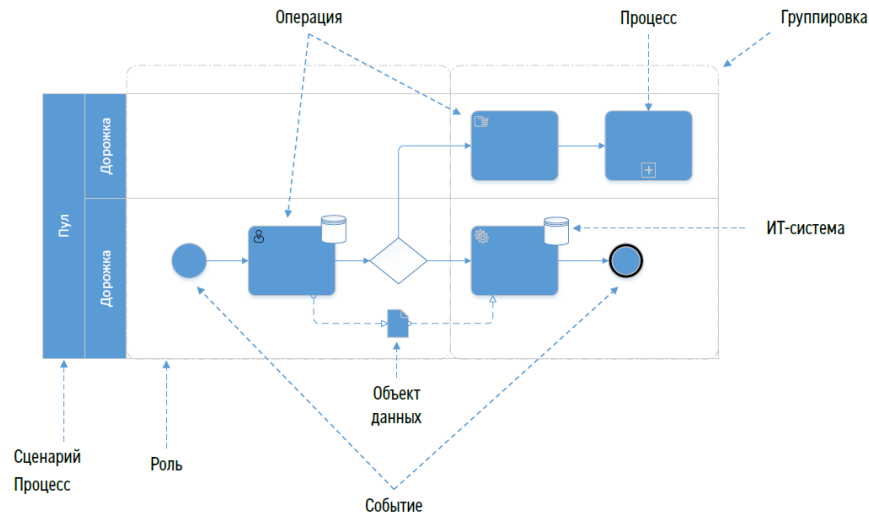 Операция
Процесс
Группировка
Дорожка
Пул
Дорожка
ИТ-система
Объект
данных
Сценарий
Процесс
Роль
Событие